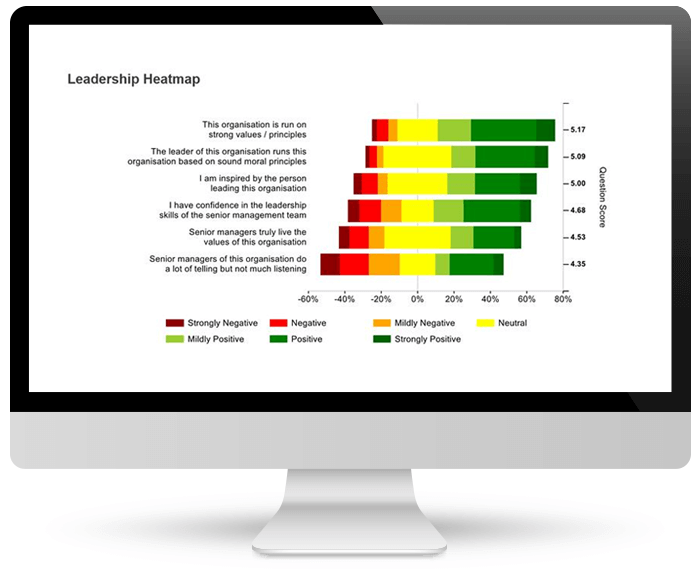 Leadership Heatmap
This organisation is run on
strong values / principles
5.17
The leader of this organisation runs this
organisation based on sound moral principles
5.09
I am inspired by the person
leading this organisation
5.00
I have confidence in the leadership
skills of the senior management team
4.68
Senior managers truly live the
values of this organisation
4.53
Senior managers of this organisation do
a lot of telling but not much listening
4.35
Question Score
-60% -40% -20% 0% 20% 40% 60% 80%
Strongly Negative Negative Mildly Negative Neutral
Mildly Positive Positive Strongly Positive